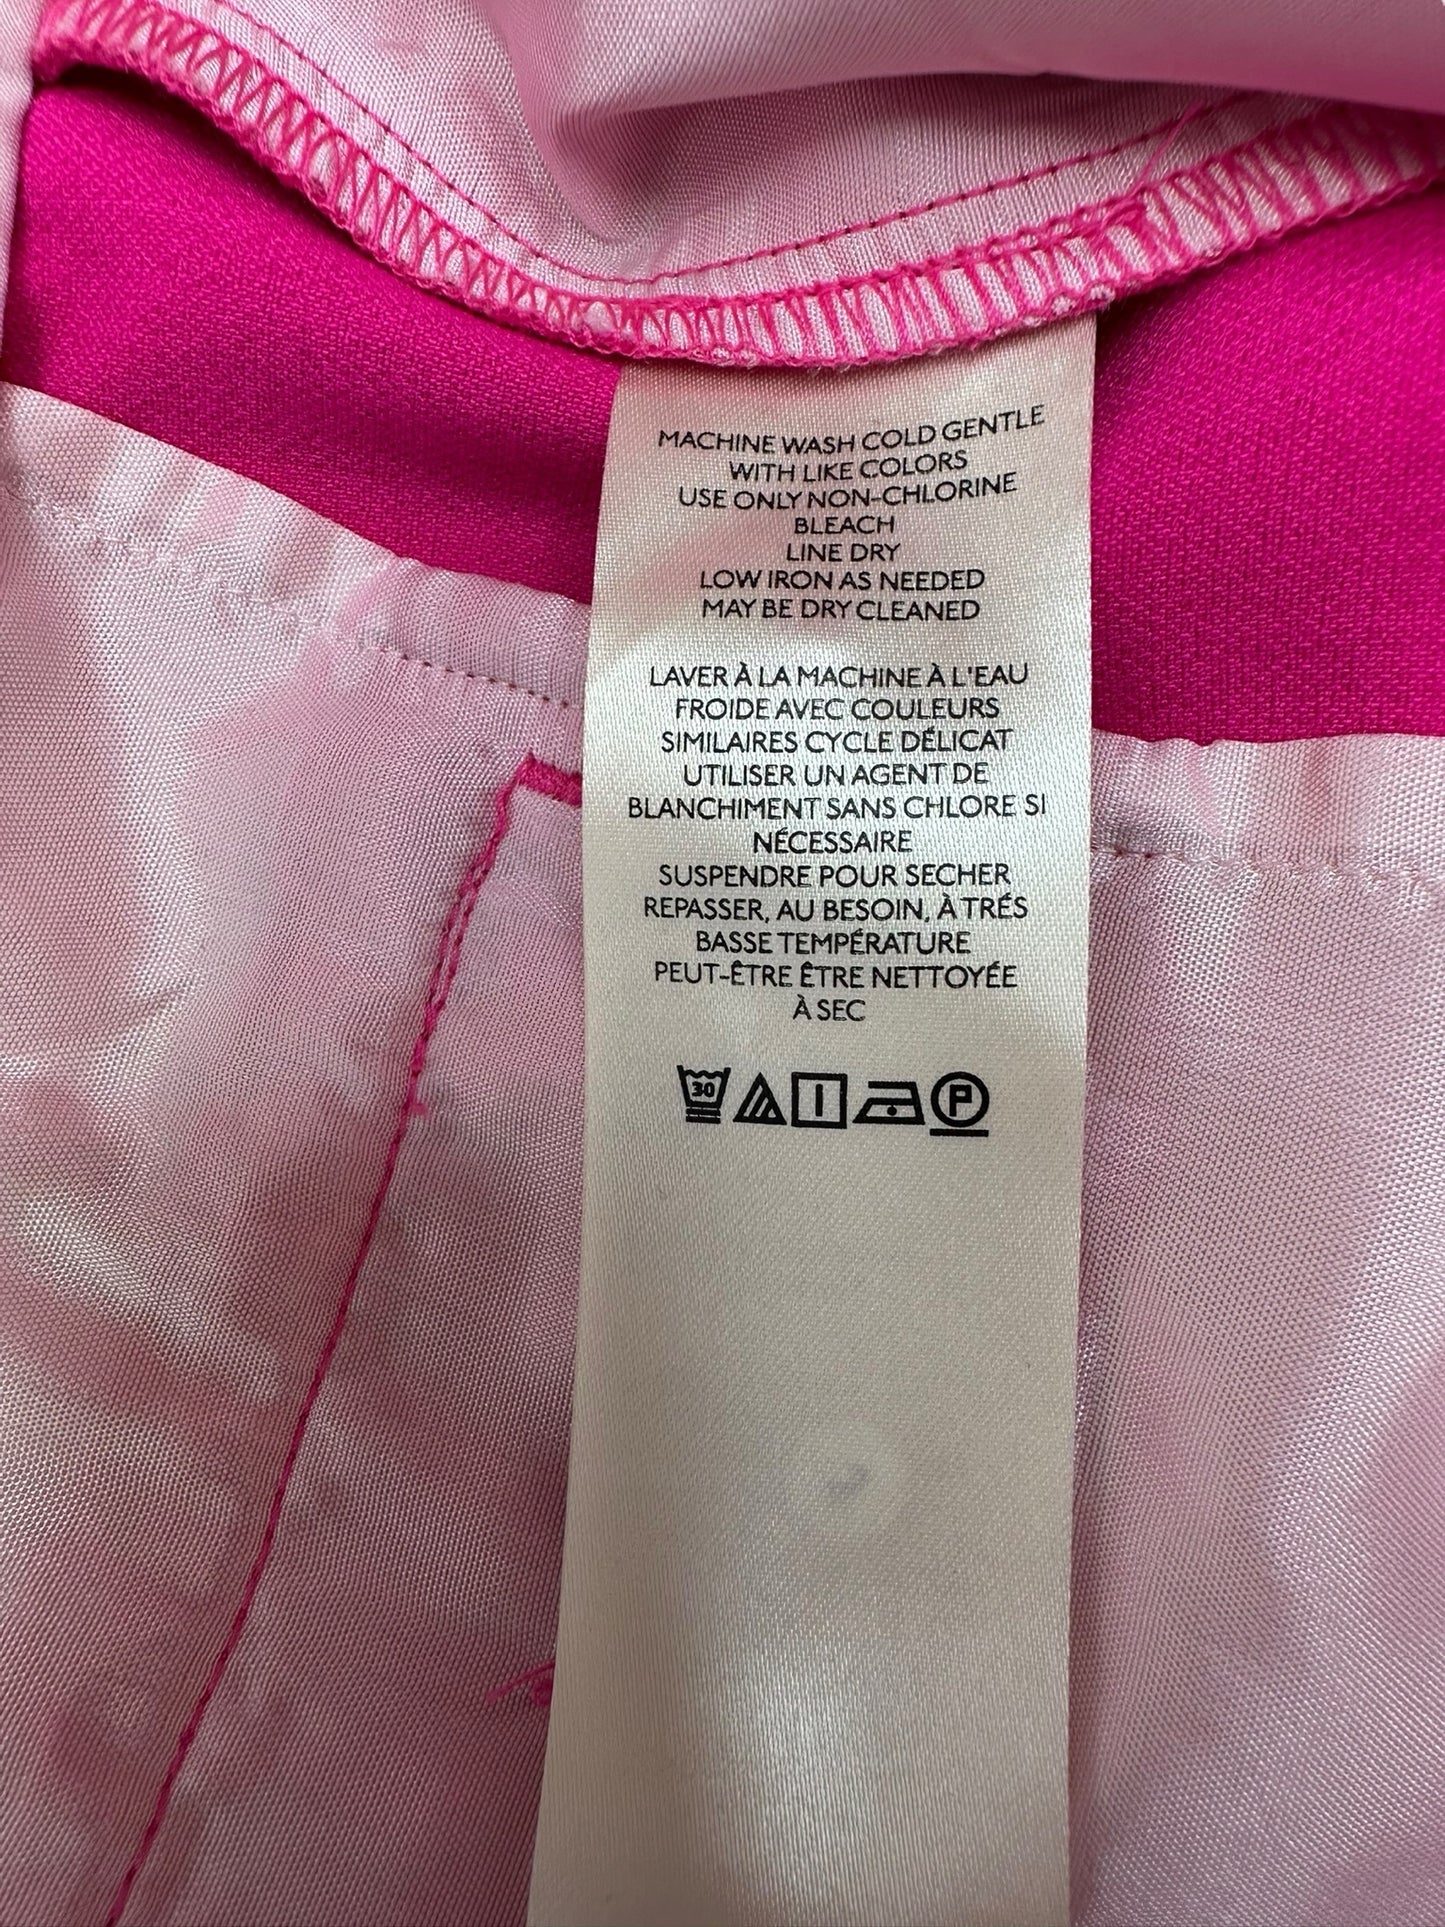 MACHINE WASH COLD GENTLE
WITH LIKE COLORS
USE ONLY NON-CHLORINE
BLEACH
LINE DRY
LOW IRON AS NEEDED
MAY BE DRY CLEANED
LAVER À LA MACHINE À L'EAU
FROIDE AVEC COULEURS
SIMILAIRES CYCLE DÉLICAT
UTILISER UN AGENT DE
BLANCHIMENT SANS CHLORE SI
NÉCESSAIRE
SUSPENDRE POUR SECHER
REPASSER, AU BESOIN, À TRÉS
BASSE TEMPÉRATURE
PEUT-ÊTRE ÊTRE NETTOYÉE
À SEC
30 P